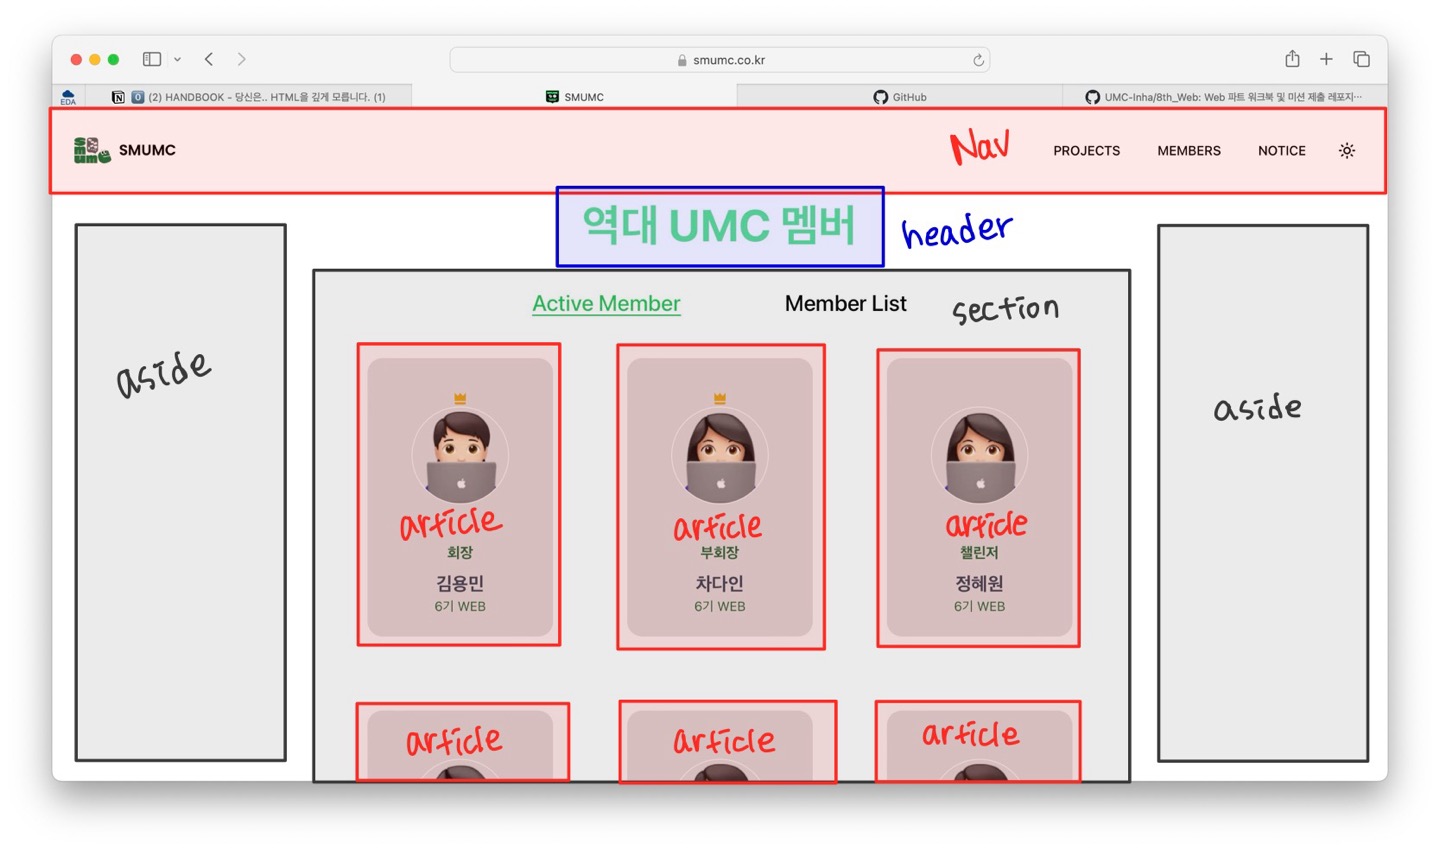 smumc.co.kr
EDA
(2) HANDBOOK - 당신은.. HTML을 깊게 모릅니다. (1)
SMUMC
GitHub
UMC-Inha/8th_Web: Web 파트 워크북 및 미션 제출 레포지…
smumc
SMUMC
Nav
PROJECTS
MEMBERS
NOTICE
역대 UMC 멤버
header
Active Member
Member List
section
aside
aside
article
회장
김용민
6기 WEB
article
부회장
차다인
6기 WEB
article
챌린저
정혜원
6기 WEB
article
article
article